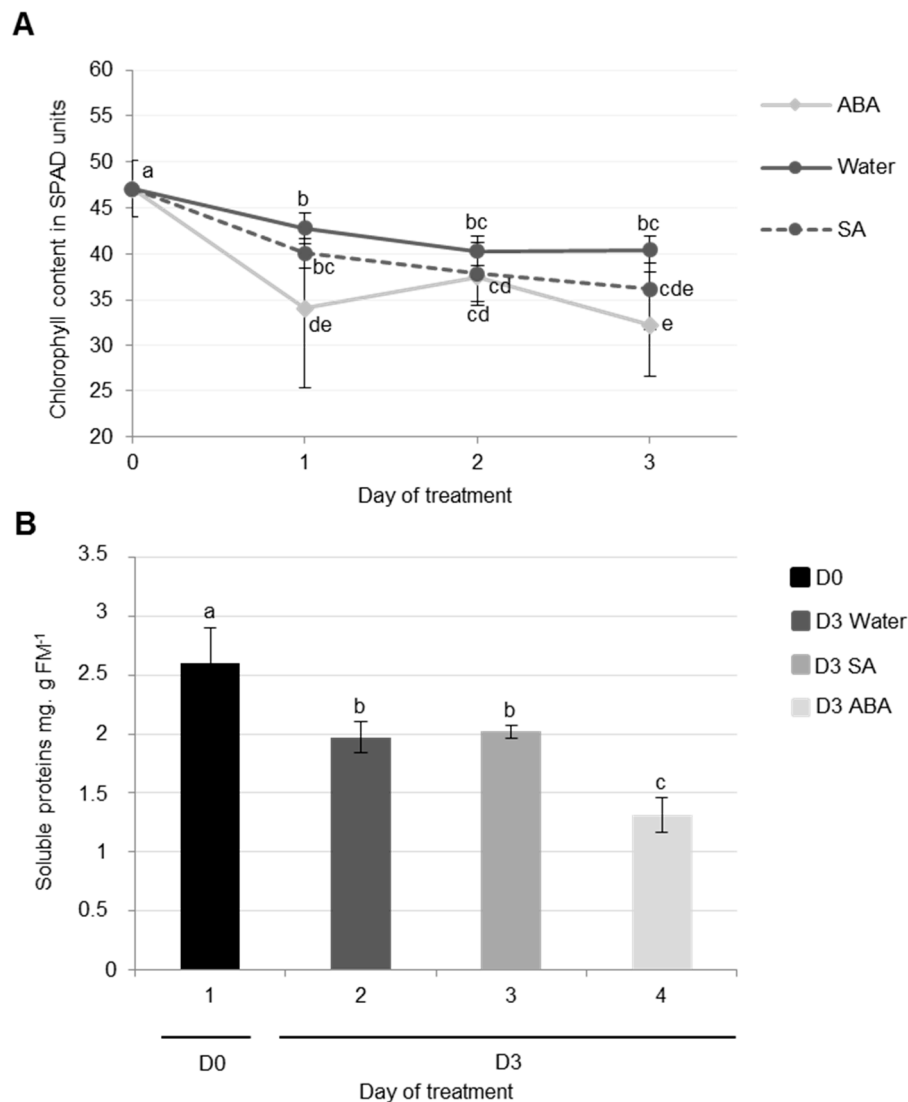 A
60
55
50
45
40
35
30
25
20
Chlorophyll content in SPAD units
a
b
bc
de
bc
cd
cd
bc
cde
e
0 1 2 3
Day of treatment
ABA
Water
SA
B
3.5
3
2.5
2
1.5
1
0.5
0
Soluble proteins mg. g FM-1
a
b
b
c
1 2 3 4
D0 D3
Day of treatment
D0
D3 Water
D3 SA
D3 ABA